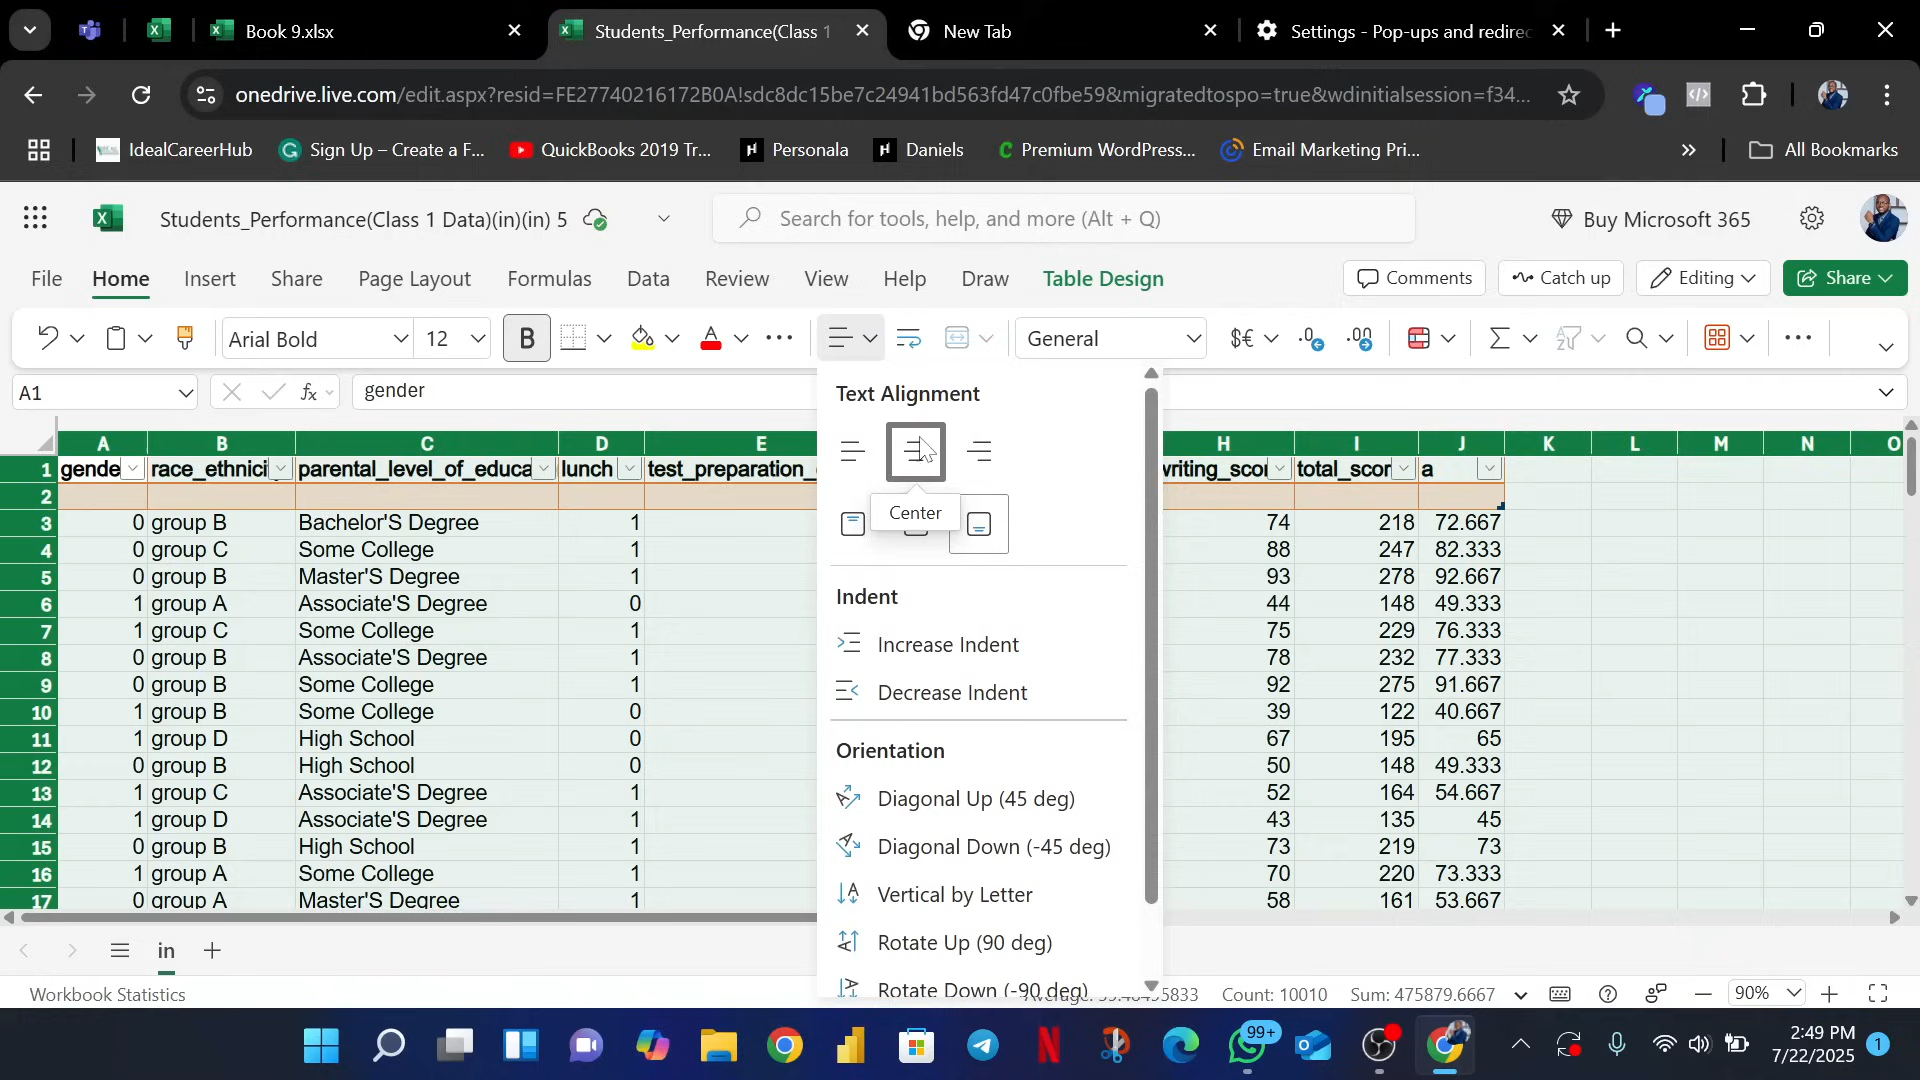 Book 9.xlsx
Students_Performance(Class 1
New Tab
Settings - Pop-ups and redirec
onedrive.live.com/edit.aspx?resid=FE27740216172B0A!sdc8dc15be7c24941bd563fd47c0fbe59&migratedtospo=true&wdinitialsession=f34...
IdealCareerHub
Sign Up – Create a F...
QuickBooks 2019 Tr...
Personala
Daniels
Premium WordPress...
Email Marketing Pri...
All Bookmarks
Students_Performance(Class 1 Data)(in)(in) 5
Search for tools, help, and more (Alt + Q)
Buy Microsoft 365
File Home Insert Share Page Layout Formulas Data Review View Help Draw Table Design
Comments Catch up Editing Share
Arial Bold 12 B General
A1 fx gender
Text Alignment
Center
Indent
Increase Indent
Decrease Indent
Orientation
Diagonal Up (45 deg)
Diagonal Down (-45 deg)
Vertical by Letter
Rotate Up (90 deg)
Rotate Down (-90 deg)
A B C D E H I J K L M N O
1 gende race_ethnici parental_level_of_educa lunch test_preparation_ writing_scor total_scor a
2
3 0 group B Bachelor'S Degree 1 74 218 72.667
4 0 group C Some College 1 88 247 82.333
5 0 group B Master'S Degree 1 93 278 92.667
6 1 group A Associate'S Degree 0 44 148 49.333
7 1 group C Some College 1 75 229 76.333
8 0 group B Associate'S Degree 1 78 232 77.333
9 0 group B Some College 1 92 275 91.667
10 1 group B Some College 0 39 122 40.667
11 1 group D High School 0 67 195 65
12 0 group B High School 0 50 148 49.333
13 1 group C Associate'S Degree 1 52 164 54.667
14 1 group D Associate'S Degree 1 43 135 45
15 0 group B High School 1 73 219 73
16 1 group A Some College 1 70 220 73.333
17 0 group A Master'S Degree 1 58 161 53.667
in
Workbook Statistics
Count: 10010 Sum: 475879.6667
90%
99+
2:49 PM
7/22/2025
1